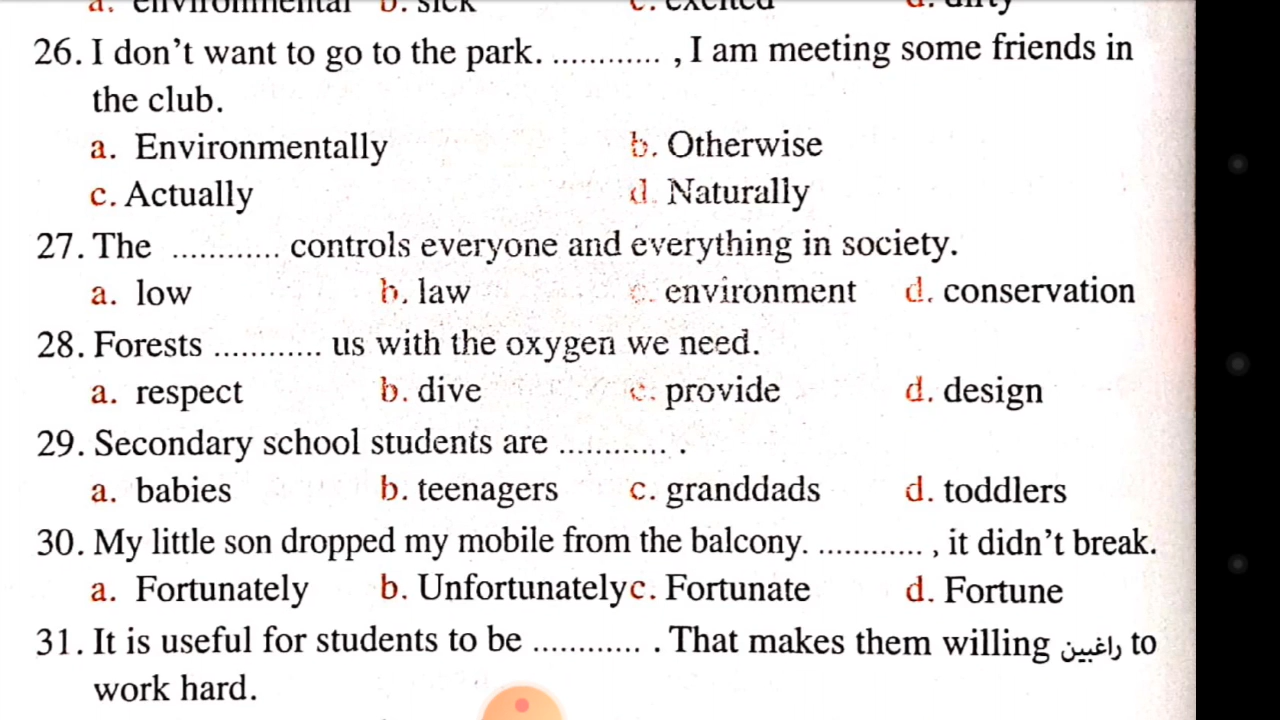 a. environmental b. sick c. excited d. dirty
26. I don't want to go to the park. ............ , I am meeting some friends in
the club.
a. Environmentally b. Otherwise
c. Actually d. Naturally
27. The ............ controls everyone and everything in society.
a. low b. law c. environment d. conservation
28. Forests ............ us with the oxygen we need.
a. respect b. dive c. provide d. design
29. Secondary school students are ............ .
a. babies b. teenagers c. granddads d. toddlers
30. My little son dropped my mobile from the balcony. ............ , it didn't break.
a. Fortunately b. Unfortunately c. Fortunate d. Fortune
31. It is useful for students to be ............ . That makes them willing راغبين to
work hard.